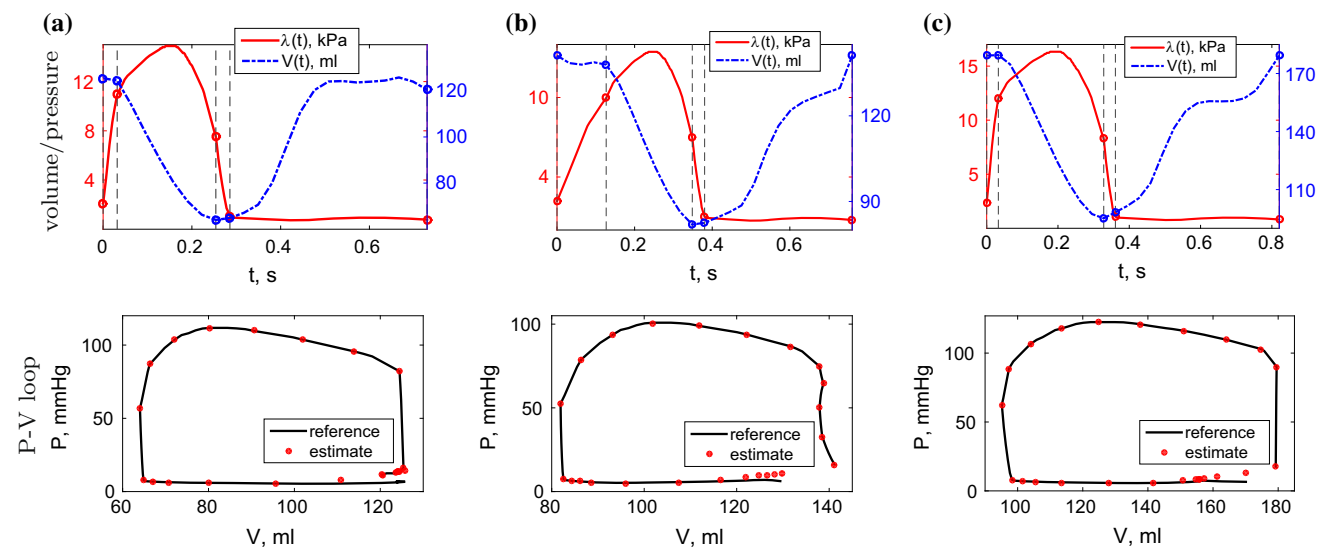 (a)
λ(t), kPa
V(t), ml
volume/pressure
12
8
4
120
100
80
0
0.2
0.4
0.6
t, s
(b)
λ(t), kPa
V(t), ml
10
4
120
90
0
0.2
0.4
0.6
t, s
(c)
λ(t), kPa
V(t), ml
15
10
5
170
140
110
0
0.2
0.4
0.6
0.8
t, s
P-V loop
P, mmHg
100
50
0
reference
estimate
60
80
100
120
V, ml
P, mmHg
100
50
0
reference
estimate
80
100
120
140
V, ml
P, mmHg
100
50
0
reference
estimate
100
120
140
160
180
V, ml